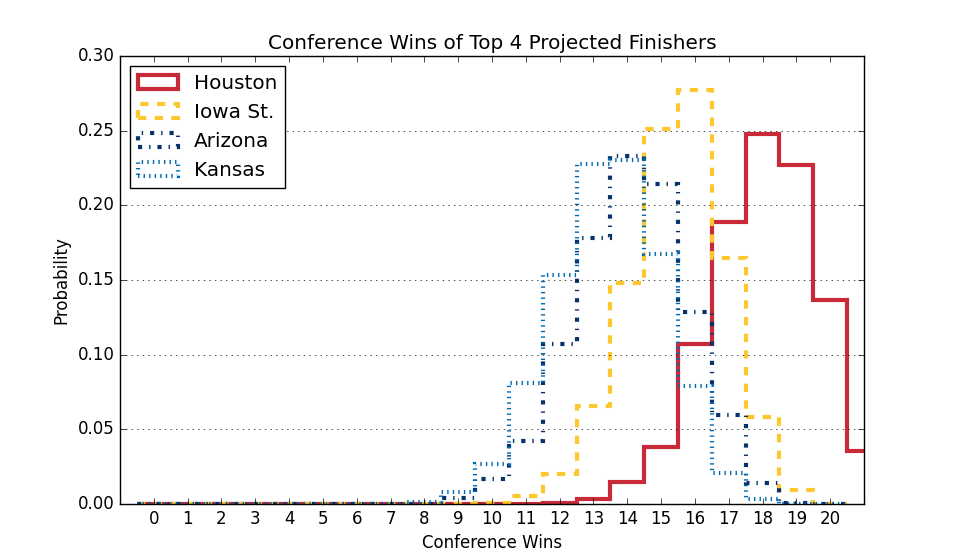 Conference Wins of Top 4 Projected Finishers
0.30
0.25
0.20
0.15
0.10
0.05
0.00
Probability
Houston
Iowa St.
Arizona
Kansas
0 1 2 3 4 5 6 7 8 9 10 11 12 13 14 15 16 17 18 19 20
Conference Wins